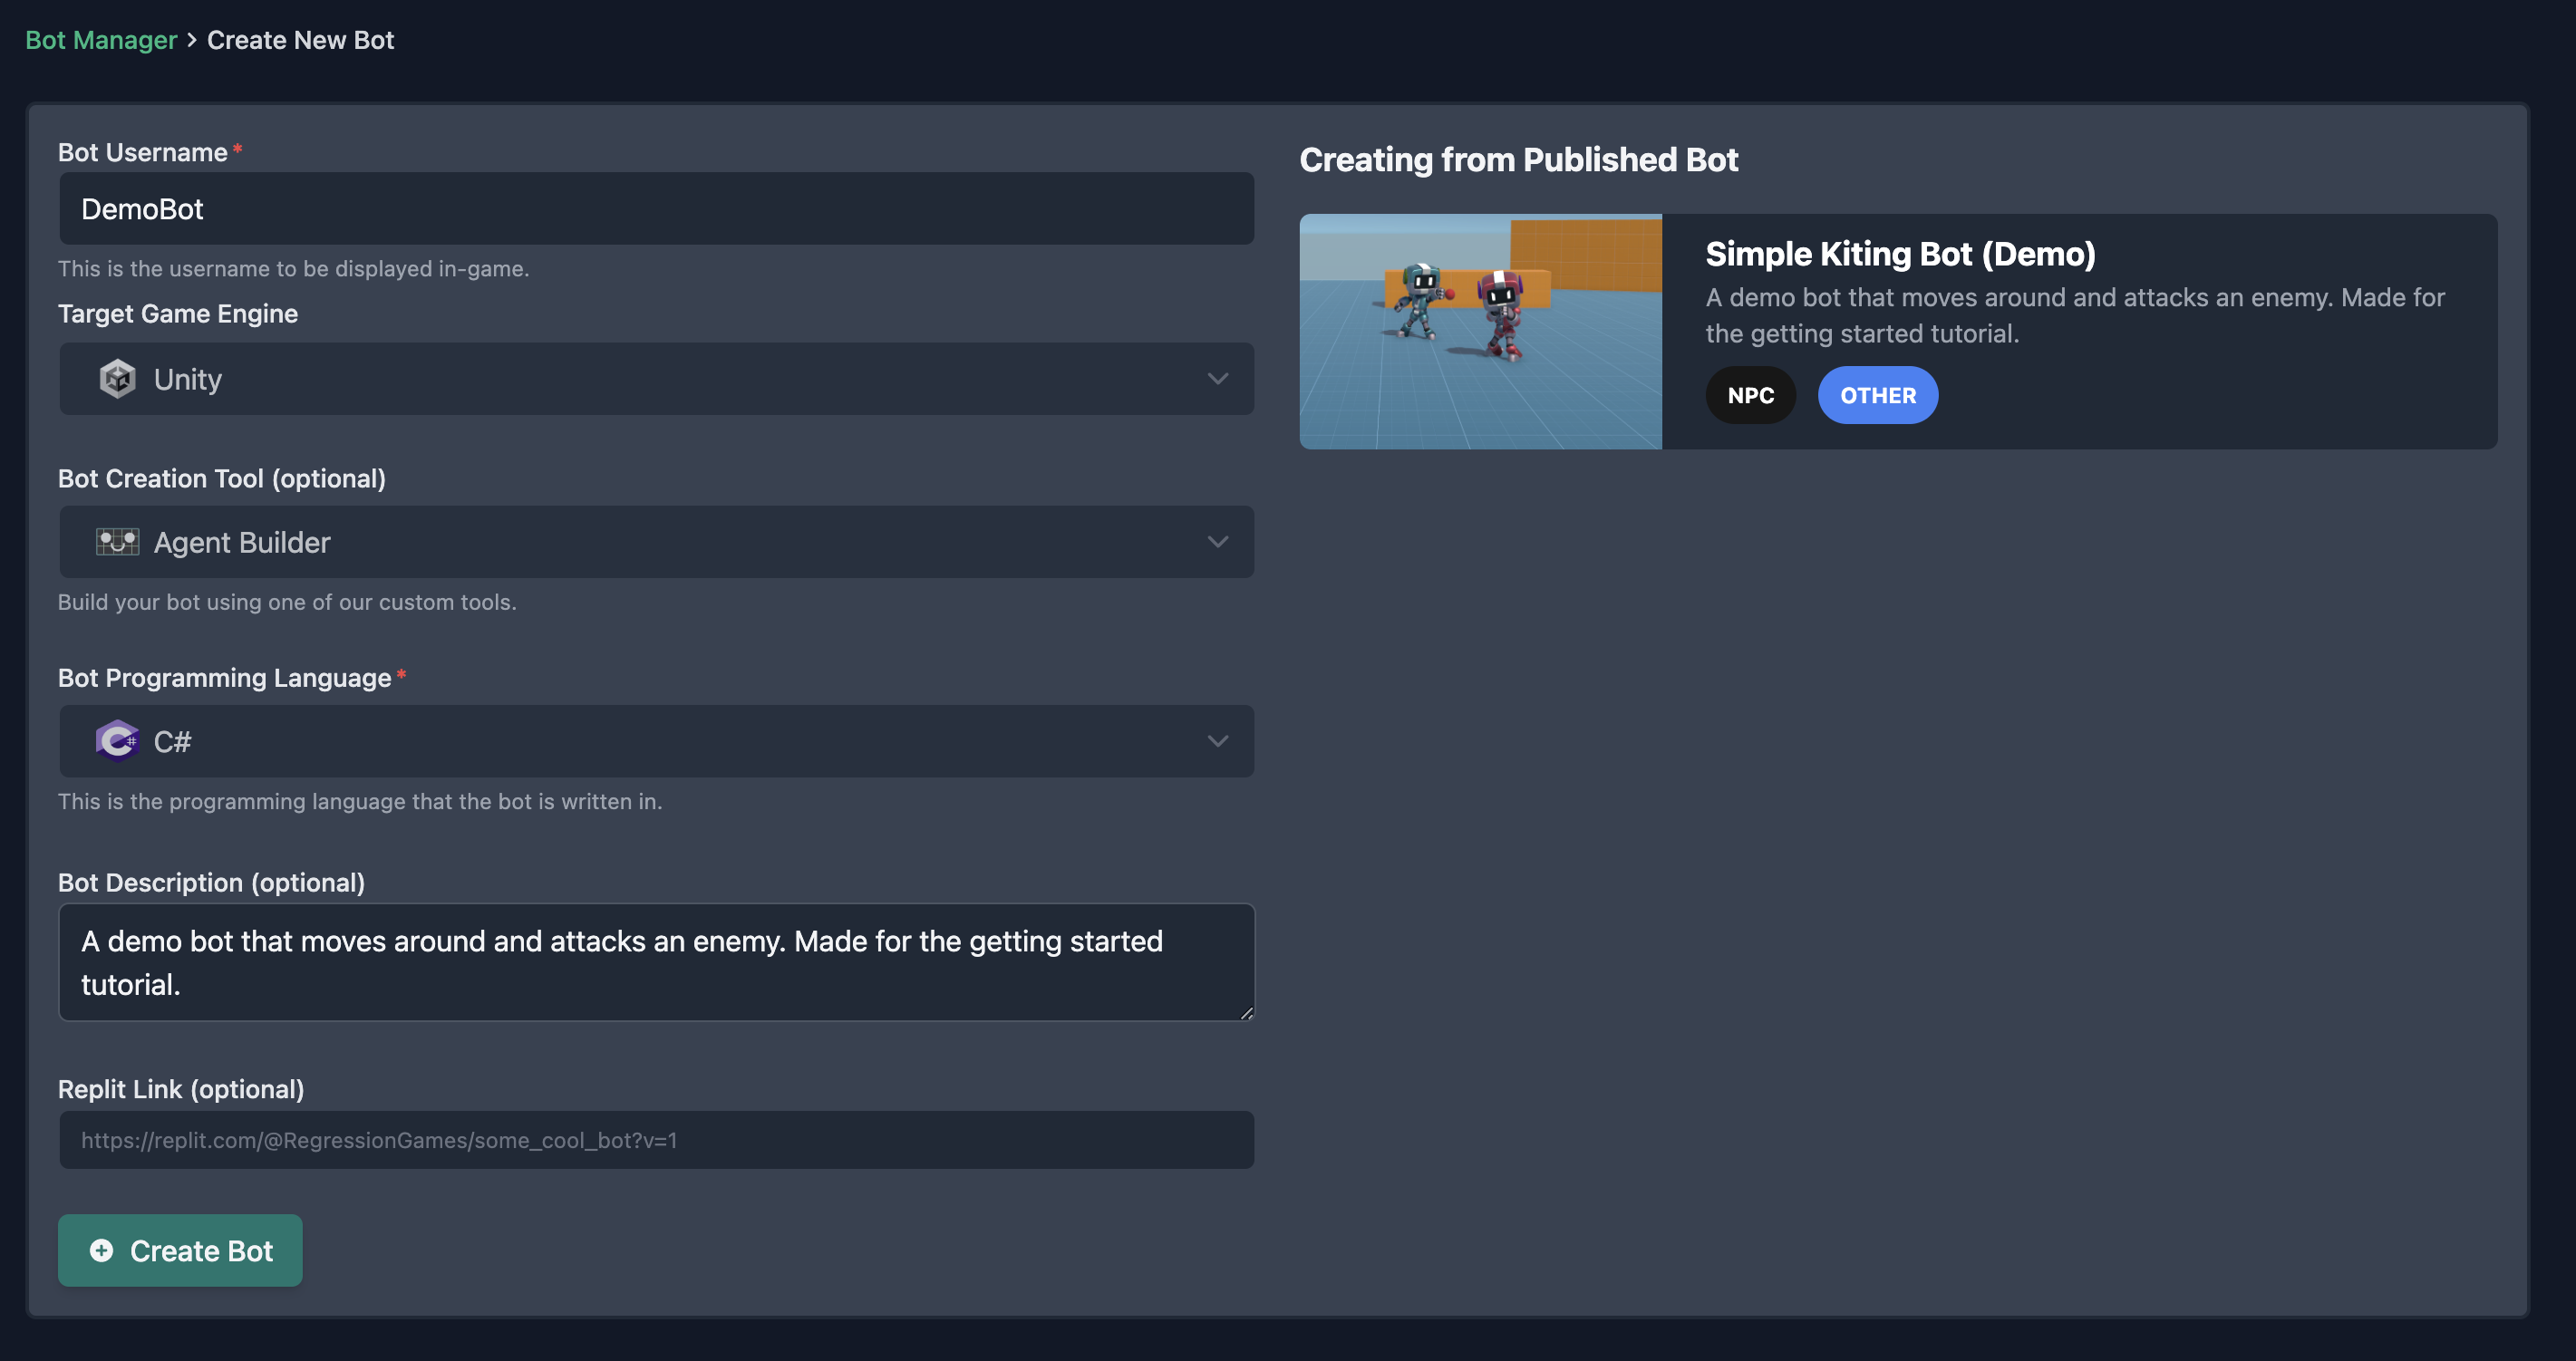 Bot Manager > Create New Bot
Bot Username*
DemoBot
This is the username to be displayed in-game.
Target Game Engine
Unity
Bot Creation Tool (optional)
Agent Builder
Build your bot using one of our custom tools.
Bot Programming Language*
C#
This is the programming language that the bot is written in.
Bot Description (optional)
A demo bot that moves around and attacks an enemy. Made for the getting started
tutorial.
Replit Link (optional)
https://replit.com/@RegressionGames/some_cool_bot?v=1
Create Bot
Creating from Published Bot
Simple Kiting Bot (Demo)
A demo bot that moves around and attacks an enemy. Made for
the getting started tutorial.
NPC OTHER